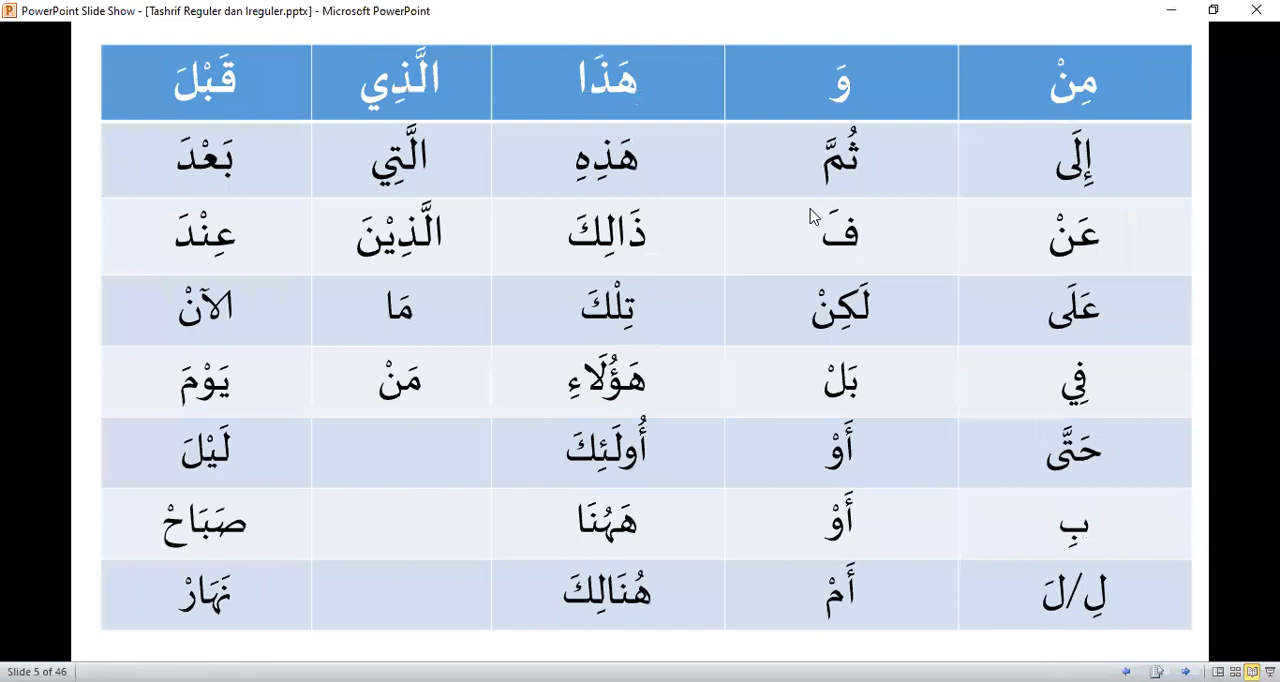 PowerPoint Slide Show - [Tashrif Reguler dan Ireguler.pptx] - Microsoft PowerPoint
مِنْ وَ هَذَا الَّذِي قَبْلَ
إِلَى ثُمَّ هَذِهِ الَّتِي بَعْدَ
عَنْ فَ ذَالِكَ الَّذِيْنَ عِنْدَ
عَلَى لَكِنْ تِلْكَ مَا الآنْ
فِي بَلْ هَؤُلَاءِ مَنْ يَوْمَ
حَتَّى أَوْ أُولَئِكَ لَيْلَ
بِ أَوْ هَهُنَا صَبَاحْ
لِ/لَ أَمْ هُنَالِكَ نَهَارْ
Slide 5 of 46